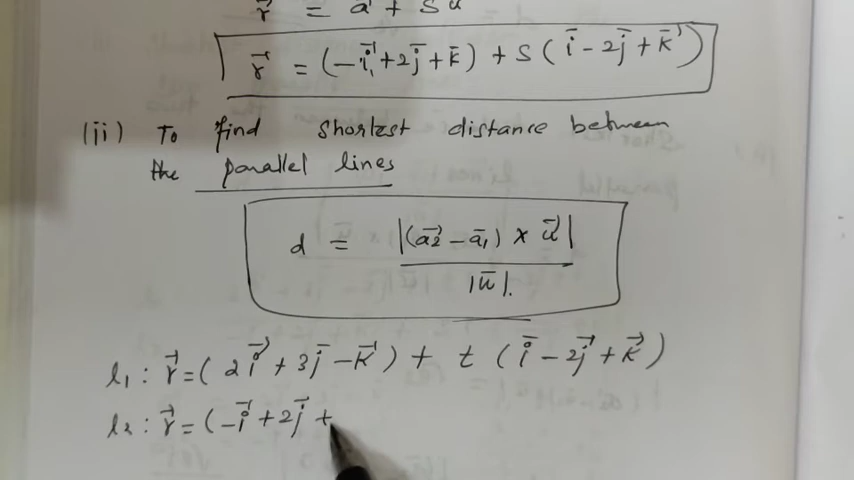 r⃗ = a⃗ + su⃗
r⃗ = (-i⃗+2j⃗+k⃗) + s(i⃗-2j⃗+k⃗)
(ii) To find shortest distance between
the parallel lines
d = |(a⃗2 - a⃗1) × u⃗|
|u⃗|.
l1: r⃗=(2i⃗+3j⃗-k⃗) + t(i⃗-2j⃗+k⃗)
l2: r⃗=(-i⃗+2j⃗+